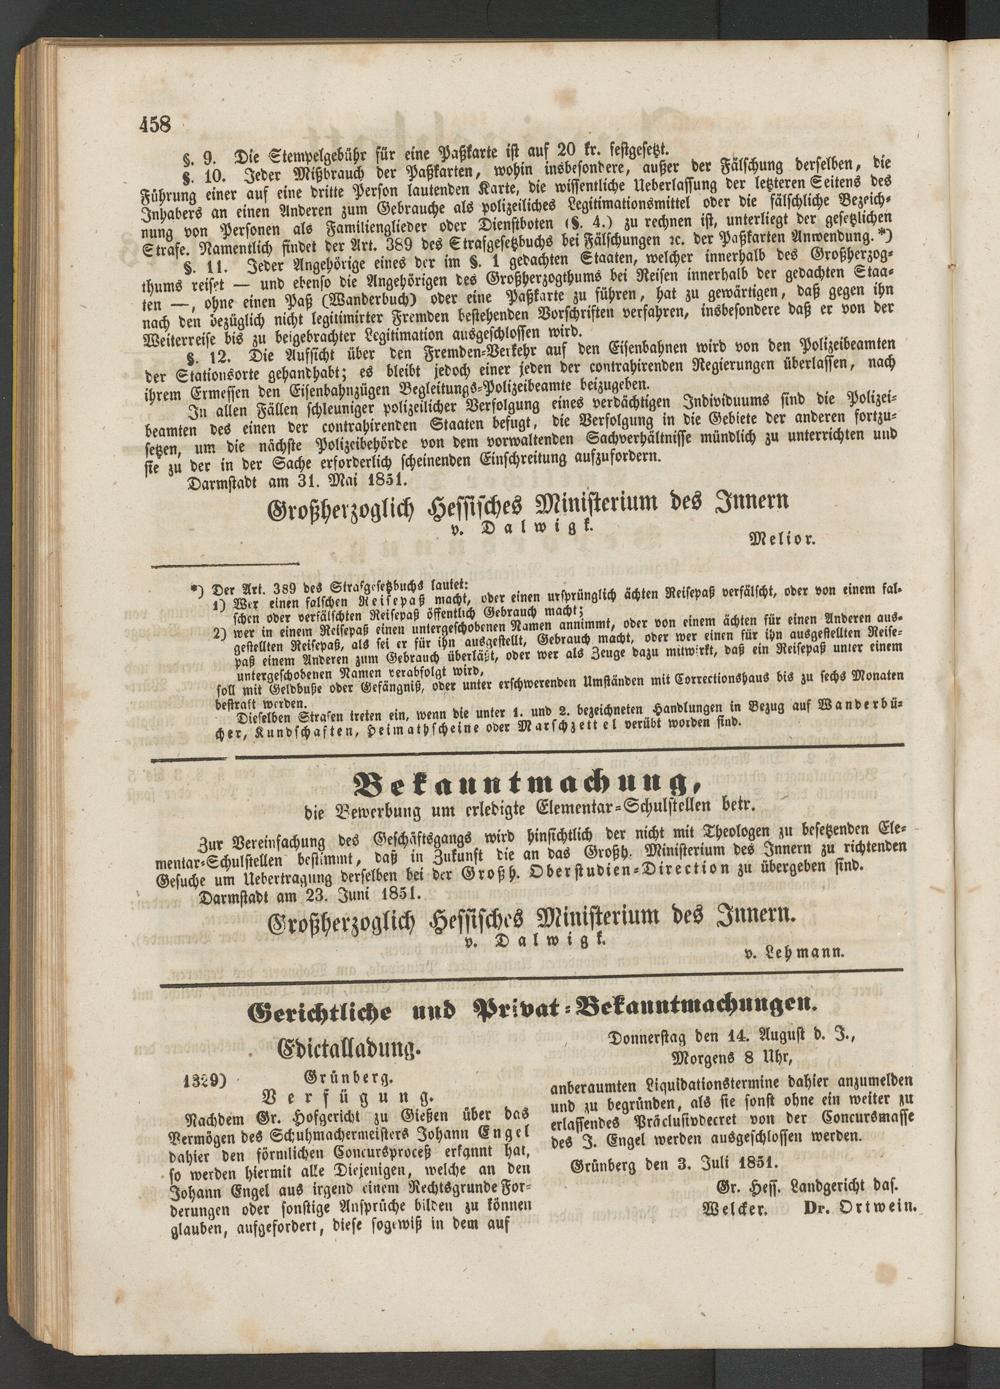 458
§. 9. Die Stempelgebühr für eine Paßkarte ist auf 20 kr. festgesetzt.
§. 10. Jeder Mißbrauch der Paßkarten, wohin insbesondere, außer der Fälschung derselben, die
Führung einer auf eine dritte Person lautenden Karte, die wissentliche Ueberlassung der letzteren Seitens des
Inhabers an einen Anderen zum Gebrauche als polizeiliches Legitimationsmittel oder die fälschliche Bezeich-
nung von Personen als Familienglieder oder Dienstboten (§. 4.) zu rechnen ist, unterliegt der gesetzlichen
Strafe. Namentlich findet der Art. 389 des Strafgesetzbuchs bei Fälschungen ꝛc. der Paßkarten Anwendung. *)
§. 11. Jeder Angehörige eines der im §. 1 gedachten Staaten, welcher innerhalb des Großherzog-
thums reiset — und ebenso die Angehörigen des Großherzogthums bei Reisen innerhalb der gedachten Staa-
ten —, ohne einen Paß (Wanderbuch) oder eine Paßkarte zu führen, hat zu gewärtigen, daß gegen ihn
nach den bezüglich nicht legitimirter Fremden bestehenden Vorschriften verfahren, insbesondere daß er von der
Weiterreise bis zu beigebrachter Legitimation ausgeschlossen wird.
§. 12. Die Aufsicht über den Fremden-Verkehr auf den Eisenbahnen wird von den Polizeibeamten
der Stationsorte gehandhabt; es bleibt jedoch einer jeden der contrahirenden Regierungen überlassen, nach
ihrem Ermessen den Eisenbahnzügen Begleitungs-Polizeibeamte beizugeben.
In allen Fällen schleuniger polizeilicher Verfolgung eines verdächtigen Individuums sind die Polizei-
beamten des einen der contrahirenden Staaten befugt, die Verfolgung in die Gebiete der anderen fortzu-
setzen, um die nächste Polizeibehörde von dem vorwaltenden Sachverhältnisse mündlich zu unterrichten und
sie zu der in der Sache erforderlich scheinenden Einschreitung aufzufordern.
Darmstadt am 31. Mai 1851.
Großherzoglich Hessisches Ministerium des Innern
v. Dalwigk.
Melior.
*) Der Art. 389 des Strafgesetzbuchs lautet:
1) Wer einen falschen Reisepaß macht, oder einen ursprünglich ächten Reisepaß verfälscht, oder von einem fal-
schen oder verfälschten Reisepaß öffentlich Gebrauch macht;
2) wer in einem Reisepaß einen untergeschobenen Namen annimmt, oder von einem ächten für einen Anderen aus-
gestellten Reisepaß, als sei er für ihn ausgestellt, Gebrauch macht, oder wer einen für ihn ausgestellten Reise-
paß einem Anderen zum Gebrauch überläßt, oder wer als Zeuge dazu mitwirkt, daß ein Reisepaß unter einem
untergeschobenen Namen verabfolgt wird,
soll mit Geldbuße oder Gefängniß, oder unter erschwerenden Umständen mit Correctionshaus bis zu sechs Monaten
bestraft werden.
Dieselben Strafen treten ein, wenn die unter 1. und 2. bezeichneten Handlungen in Bezug auf Wanderbü-
cher, Kundschaften, Heimathscheine oder Marschzettel verübt worden sind.
Bekanntmachung,
die Bewerbung um erledigte Elementar-Schulstellen betr.
Zur Vereinfachung des Geschäftsgangs wird hinsichtlich der nicht mit Theologen zu besetzenden Ele-
mentar-Schulstellen bestimmt, daß in Zukunft die an das Großh. Ministerium des Innern zu richtenden
Gesuche um Uebertragung derselben bei der Großh. Oberstudien-Direction zu übergeben sind.
Darmstadt am 23. Juni 1851.
Großherzoglich Hessisches Ministerium des Innern.
v. Dalwigk.
v. Lehmann.
Gerichtliche und Privat-Bekanntmachungen.
Edictalladung.
1329) Grünberg.
Verfügung.
Nachdem Gr. Hofgericht zu Gießen über das
Vermögen des Schuhmachermeisters Johann Engel
dahier den förmlichen Concursproceß erkannt hat,
so werden hiermit alle Diejenigen, welche an den
Johann Engel aus irgend einem Rechtsgrunde For-
derungen oder sonstige Ansprüche bilden zu können
glauben, aufgefordert, diese sogewiß in dem auf
Donnerstag den 14. August d. J.,
Morgens 8 Uhr,
anberaumten Liquidationstermine dahier anzumelden
und zu begründen, als sie sonst ohne ein weiter zu
erlassendes Präclusivdecret von der Concursmasse
des J. Engel werden ausgeschlossen werden.
Grünberg den 3. Juli 1851.
Gr. Hess. Landgericht das.
Welcker. Dr. Ortwein.